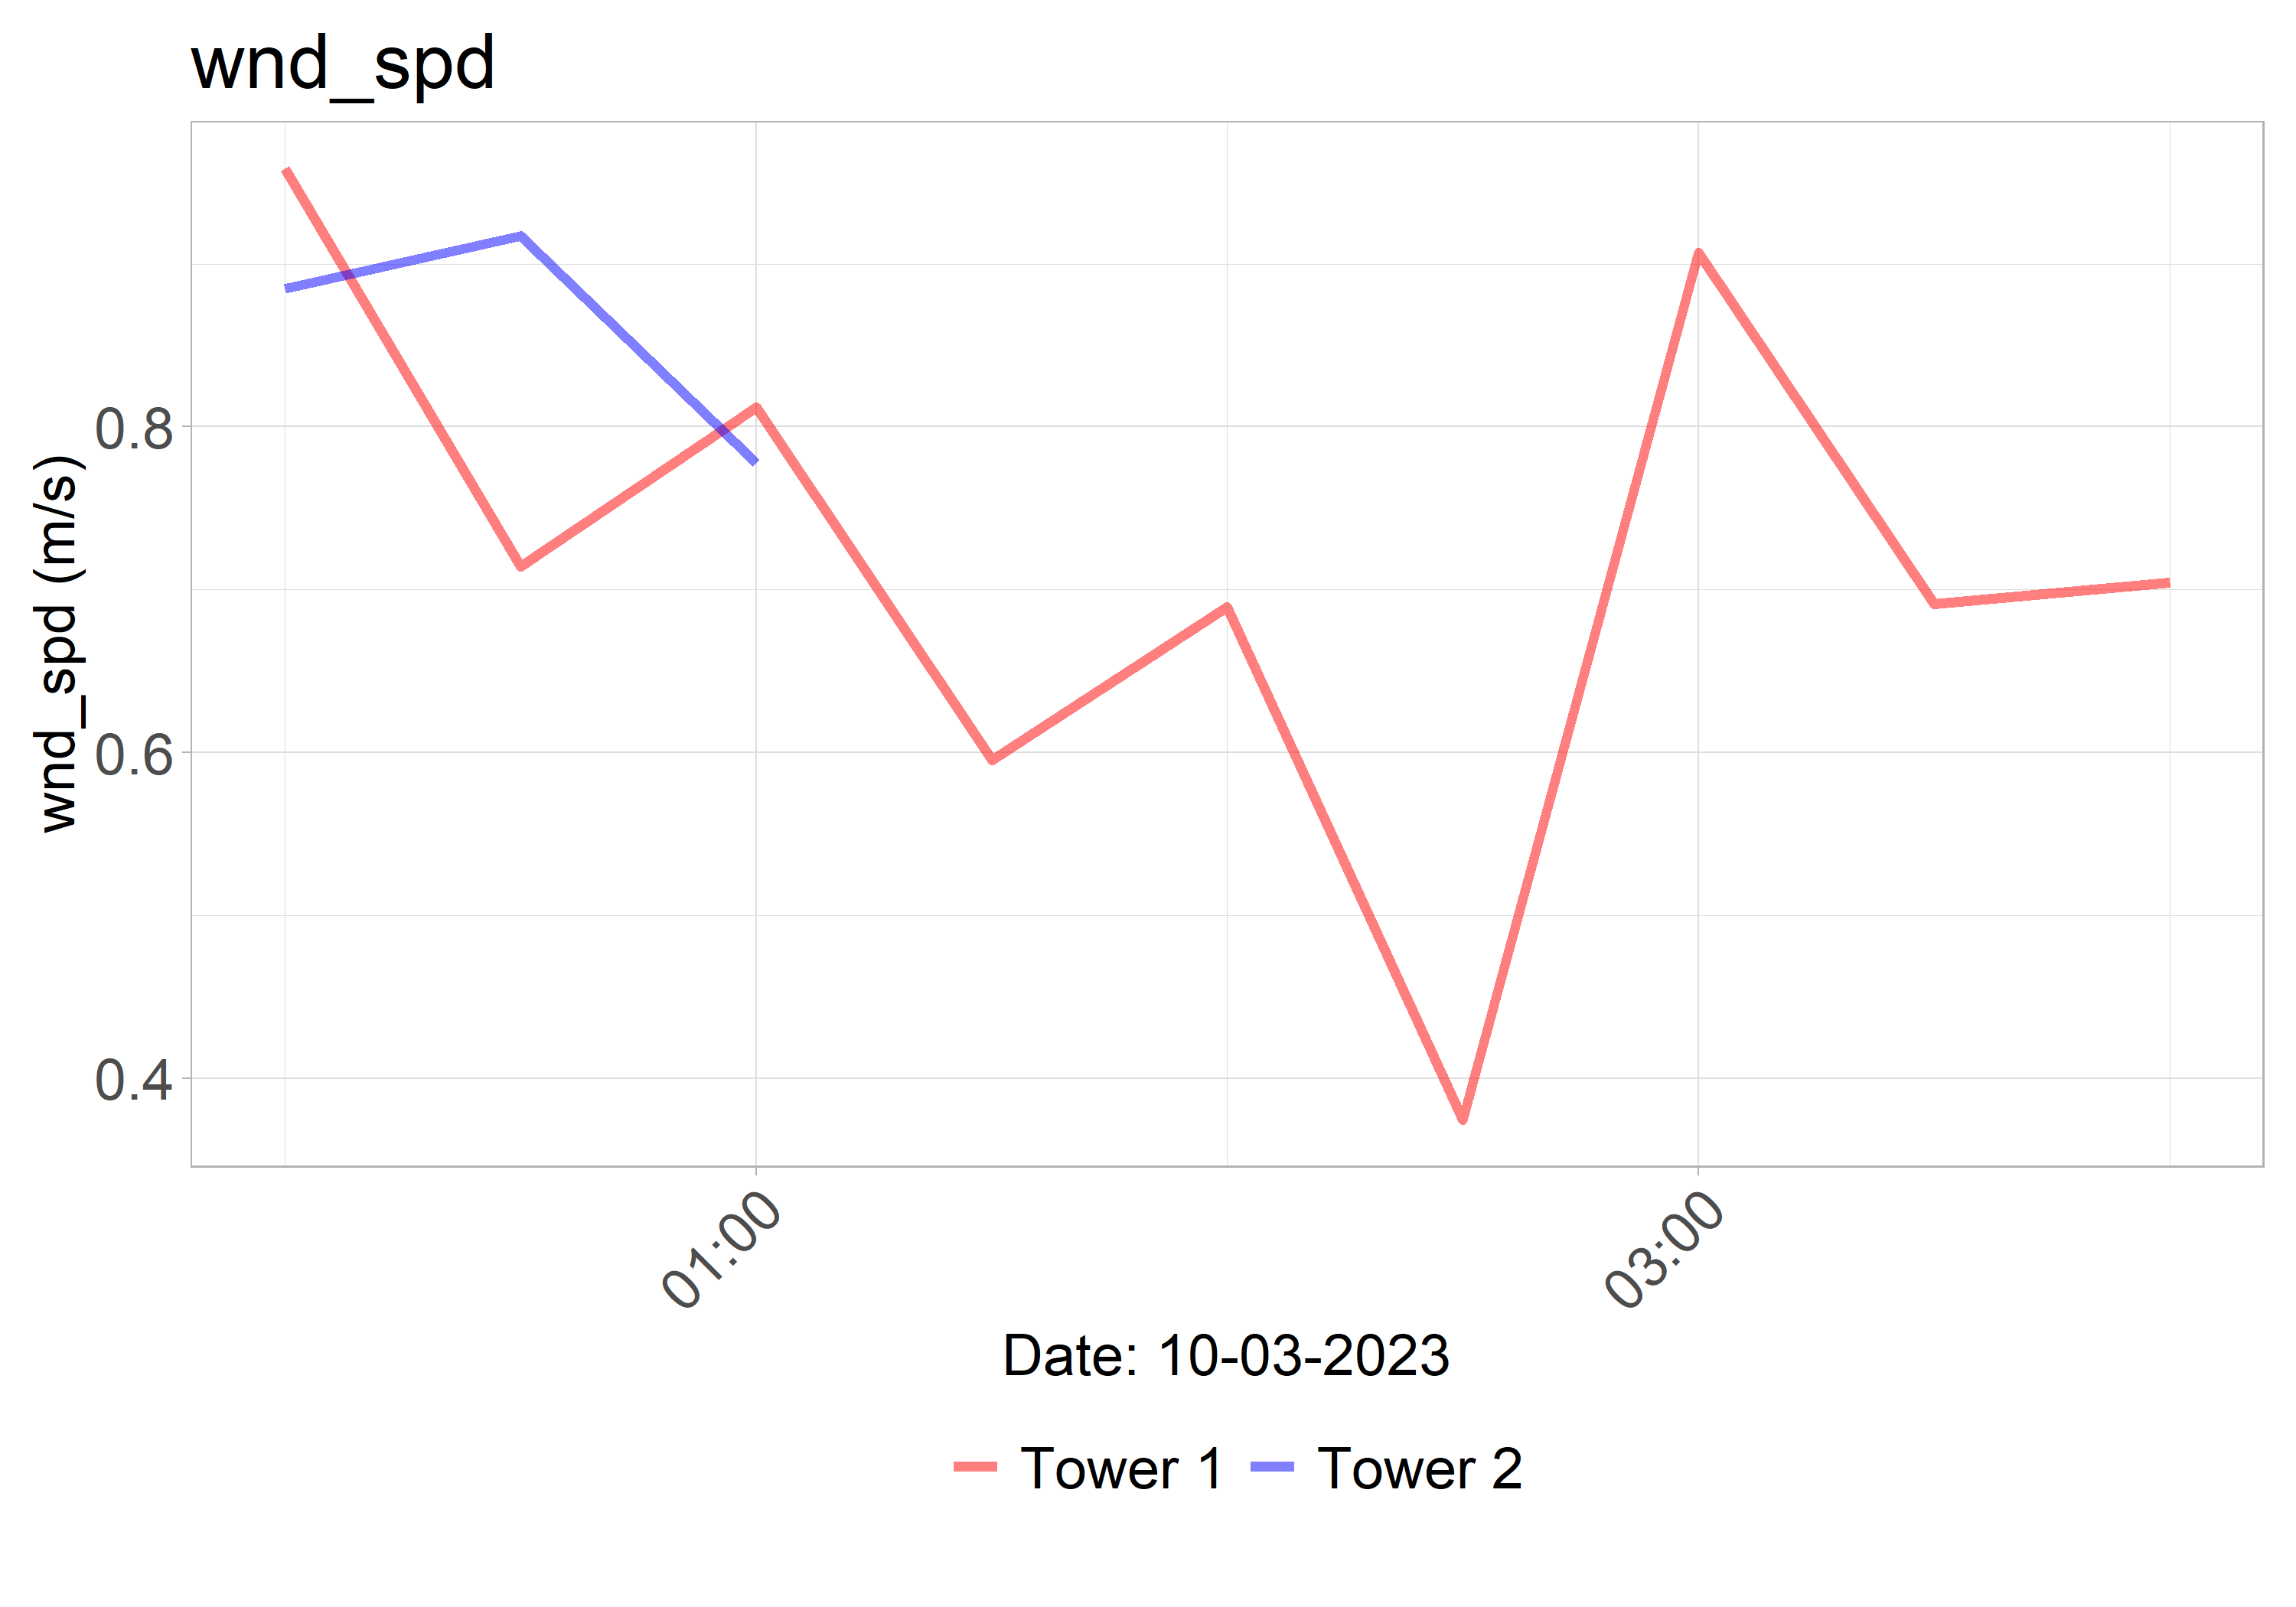 wnd_spd
wnd_spd (m/s)
0.8
0.6
0.4
01:00
03:00
Date: 10-03-2023
Tower 1
Tower 2